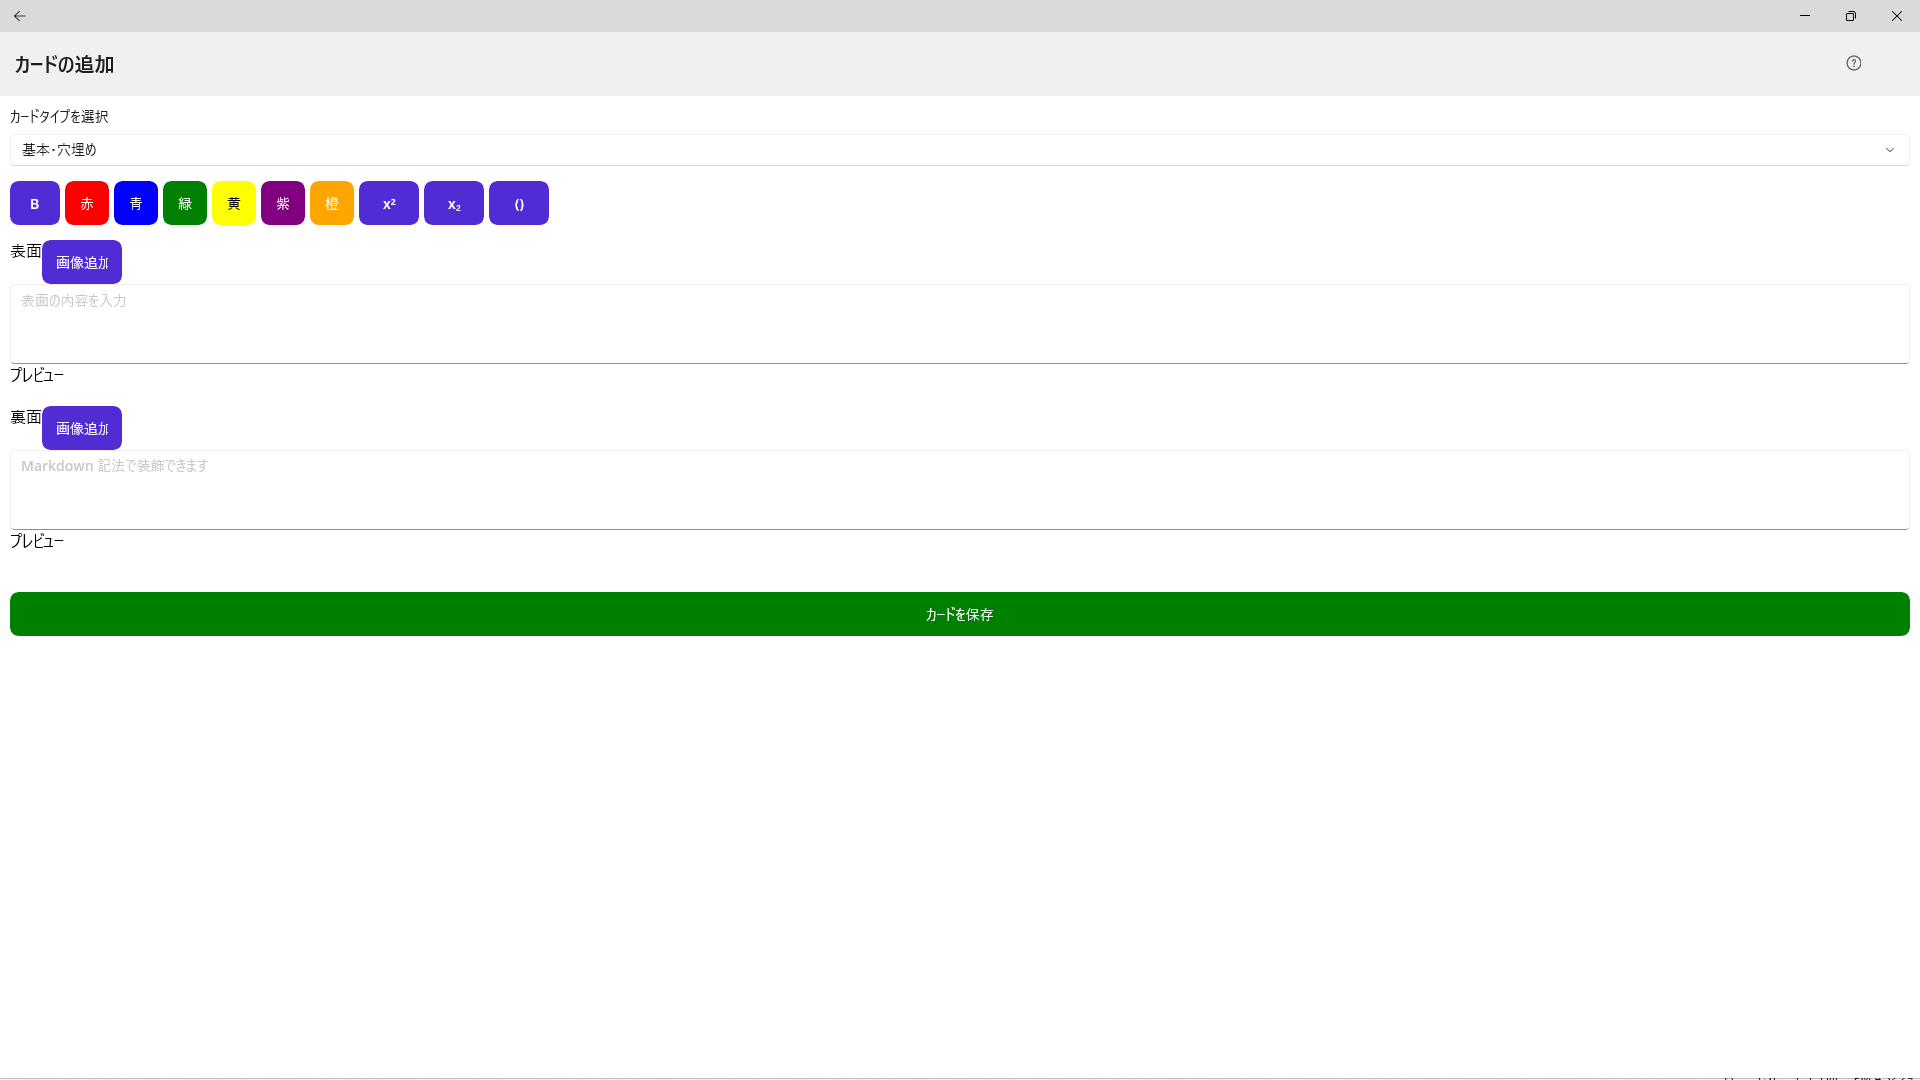 カードの追加
カードタイプを選択
基本・穴埋め
B 赤 青 緑 黄 紫 橙 x² x₂ ()
表面 画像追加
表面の内容を入力
プレビュー
裏面 画像追加
Markdown 記法で装飾できます
プレビュー
カードを保存